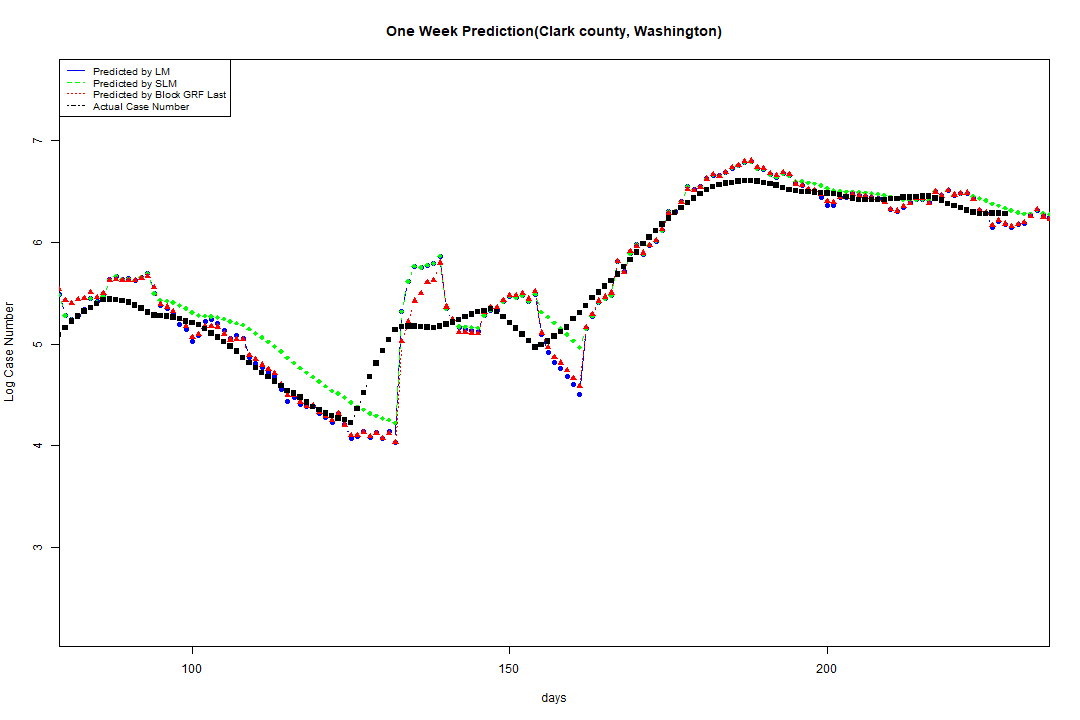 One Week Prediction(Clark county, Washington)
Predicted by LM
Predicted by SLM
Predicted by Block GRF Last
Actual Case Number
Log Case Number
7
6
5
4
3
100
150
200
days